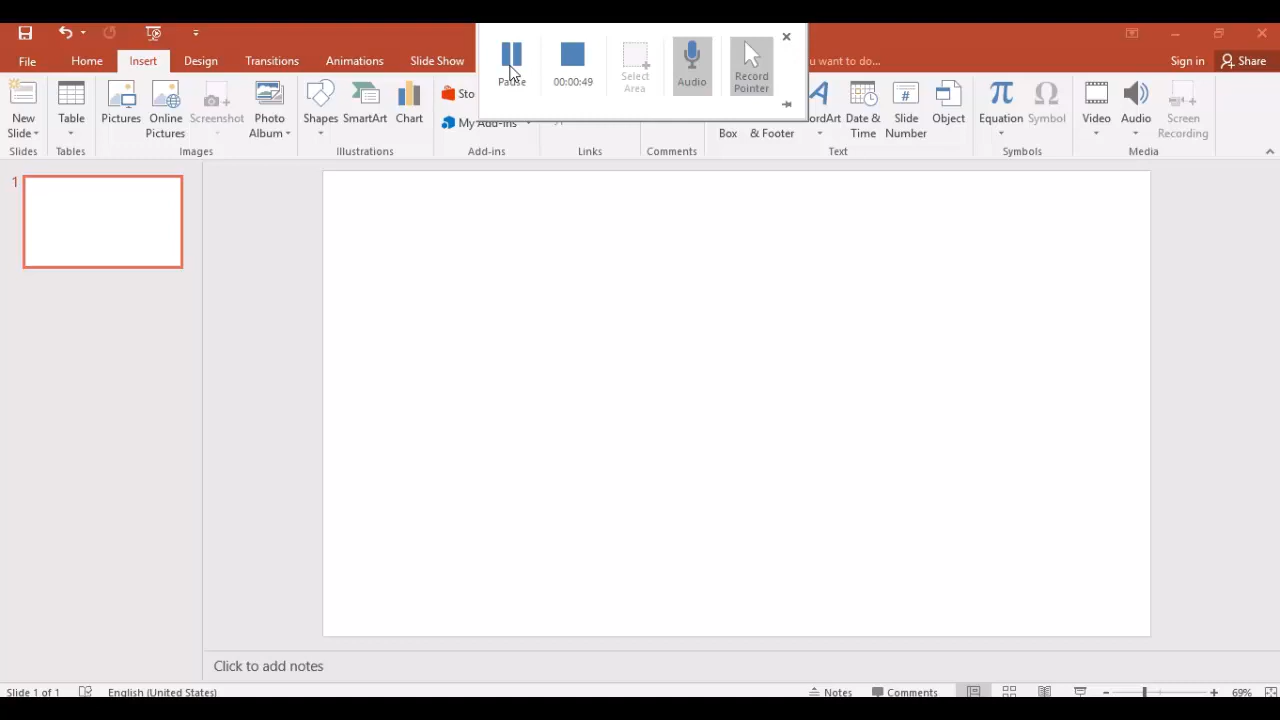 File Home Insert Design Transitions Animations Slide Show u want to do... Sign in Share
Pause 00:00:49 Select Area Audio Record Pointer
New Slide Table Pictures Online Pictures Screenshot Photo Album Shapes SmartArt Chart Sto My Add-ins Box & Footer ordArt Date & Time Slide Number Object Equation Symbol Video Audio Screen Recording
Slides Tables Images Illustrations Add-ins Links Comments Text Symbols Media
1
Click to add notes
Slide 1 of 1 English (United States) Notes Comments 69%